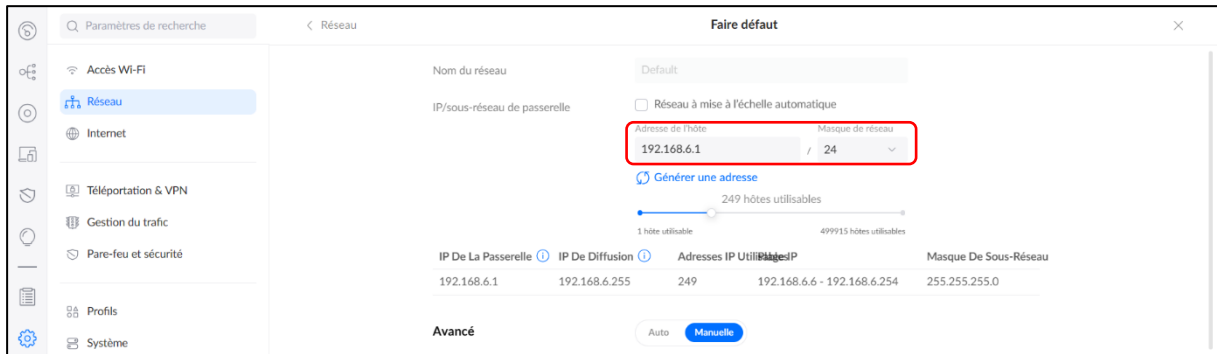 Paramètres de recherche
< Réseau
Faire défaut
Accès Wi-Fi
Réseau
Internet
Téléportation & VPN
Gestion du trafic
Pare-feu et sécurité
Profils
Système
Nom du réseau
Default
IP/sous-réseau de passerelle
Réseau à mise à l'échelle automatique
Adresse de l'hôte
Masque de réseau
192.168.6.1 / 24
Générer une adresse
249 hôtes utilisables
1 hôte utilisable
499915 hôtes utilisables
IP De La Passerelle IP De Diffusion Adresses IP IP Masque De Sous-Réseau
192.168.6.1 192.168.6.255 249 192.168.6.6 - 192.168.6.254 255.255.255.0
Avancé Auto Manuelle